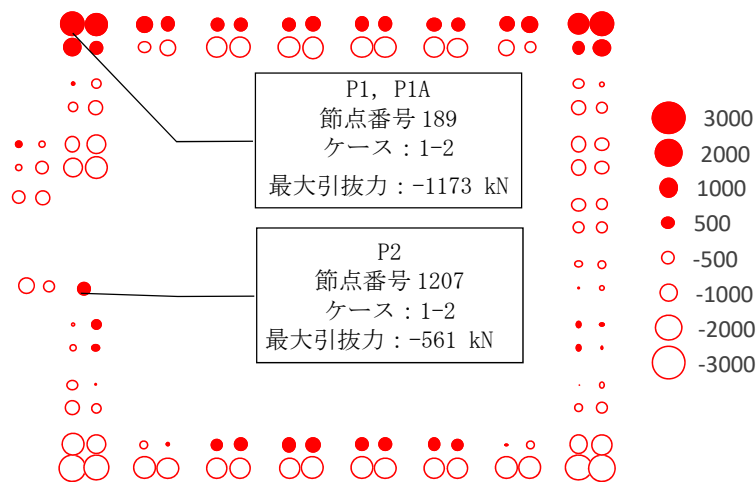 P1, P1A
節点番号 189
ケース：1-2
最大引抜力：-1173 kN
P2
節点番号 1207
ケース：1-2
最大引抜力：-561 kN
3000
2000
1000
500
-500
-1000
-2000
-3000